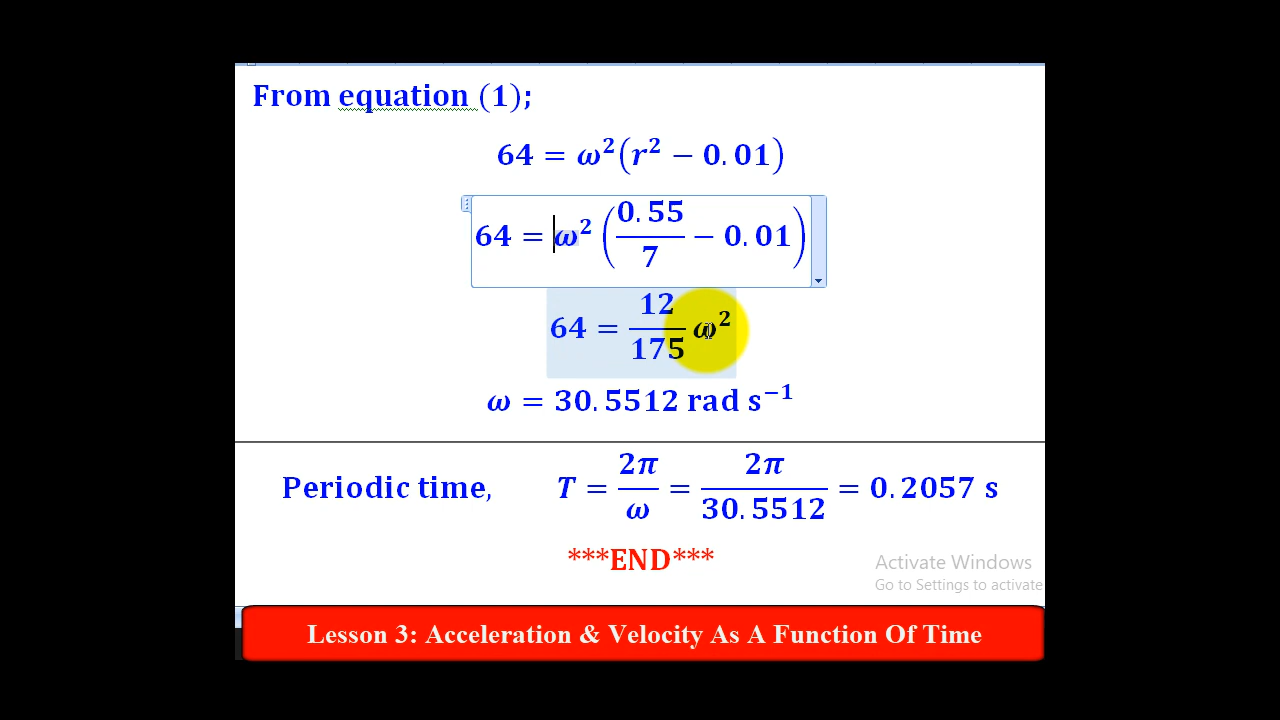 From equation (1);
64 = ω²(r² − 0.01)
64 = ω² (0.55/7 − 0.01)
64 = 12/175 ω²
ω = 30.5512 rad s⁻¹
Periodic time, T = 2π/ω = 2π/30.5512 = 0.2057 s
***END***
Activate Windows
Go to Settings to activate
Lesson 3: Acceleration & Velocity As A Function Of Time